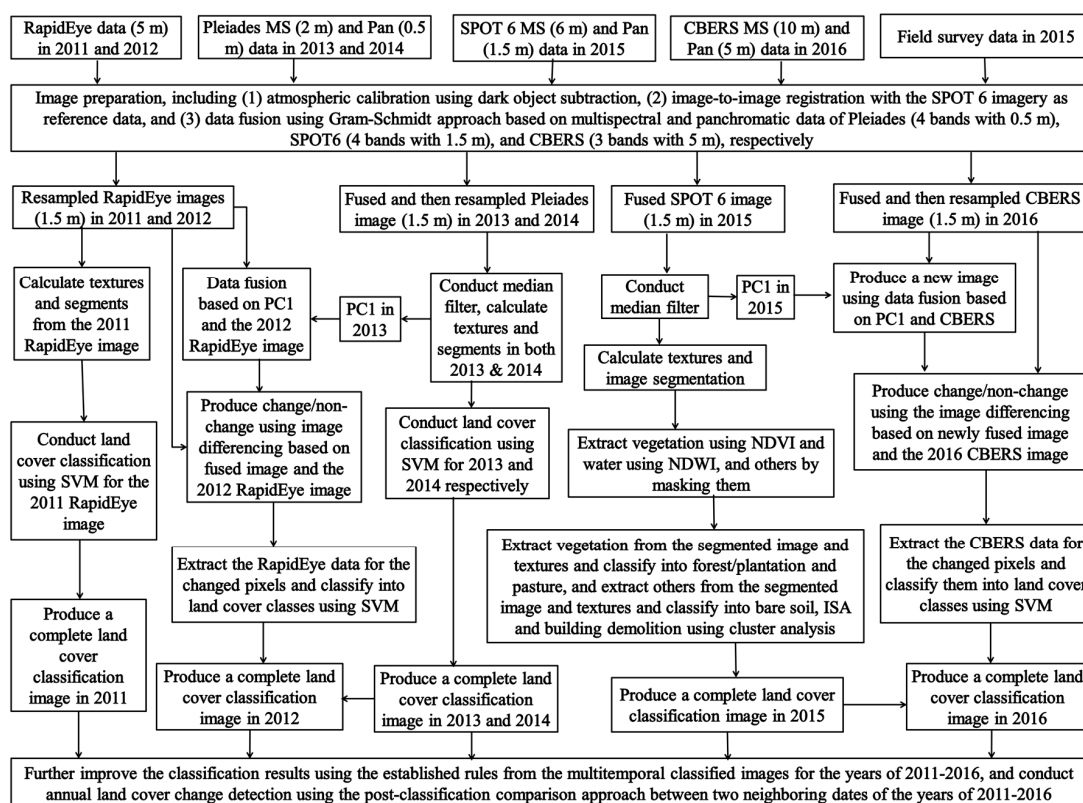 RapidEye data (5 m)
in 2011 and 2012
Pleiades MS (2 m) and Pan (0.5
m) data in 2013 and 2014
SPOT 6 MS (6 m) and Pan
(1.5 m) data in 2015
CBERS MS (10 m) and
Pan (5 m) data in 2016
Field survey data in 2015
Image preparation, including (1) atmospheric calibration using dark object subtraction, (2) image-to-image registration with the SPOT 6 imagery as
reference data, and (3) data fusion using Gram-Schmidt approach based on multispectral and panchromatic data of Pleiades (4 bands with 0.5 m),
SPOT6 (4 bands with 1.5 m), and CBERS (3 bands with 5 m), respectively
Resampled RapidEye images
(1.5 m) in 2011 and 2012
Fused and then resampled Pleiades
image (1.5 m) in 2013 and 2014
Fused SPOT 6 image
(1.5 m) in 2015
Fused and then resampled CBERS
image (1.5 m) in 2016
Calculate textures
and segments
from the 2011
RapidEye image
Data fusion
based on PC1
and the 2012
RapidEye image
PC1 in
2013
Conduct median
filter, calculate
textures and
segments in both
2013 & 2014
Conduct
median filter
PC1 in
2015
Produce a new image
using data fusion based
on PC1 and CBERS
Calculate textures and
image segmentation
Conduct land
cover classification
using SVM for the
2011 RapidEye
image
Produce change/non-
change using image
differencing based on
fused image and the
2012 RapidEye image
Conduct land cover
classification using
SVM for 2013 and
2014 respectively
Extract vegetation using NDVI and
water using NDWI, and others by
masking them
Produce change/non-change
using the image differencing
based on newly fused image
and the 2016 CBERS image
Extract the RapidEye data for the
changed pixels and classify into
land cover classes using SVM
Extract vegetation from the segmented image and
textures and classify into forest/plantation and
pasture, and extract others from the segmented
image and textures and classify into bare soil, ISA
and building demolition using cluster analysis
Extract the CBERS data for
the changed pixels and
classify them into land cover
classes using SVM
Produce a
complete land
cover
classification
image in 2011
Produce a complete land
cover classification
image in 2012
Produce a complete land
cover classification
image in 2013 and 2014
Produce a complete land cover
classification image in 2015
Produce a complete land
cover classification
image in 2016
Further improve the classification results using the established rules from the multitemporal classified images for the years of 2011-2016, and conduct
annual land cover change detection using the post-classification comparison approach between two neighboring dates of the years of 2011-2016